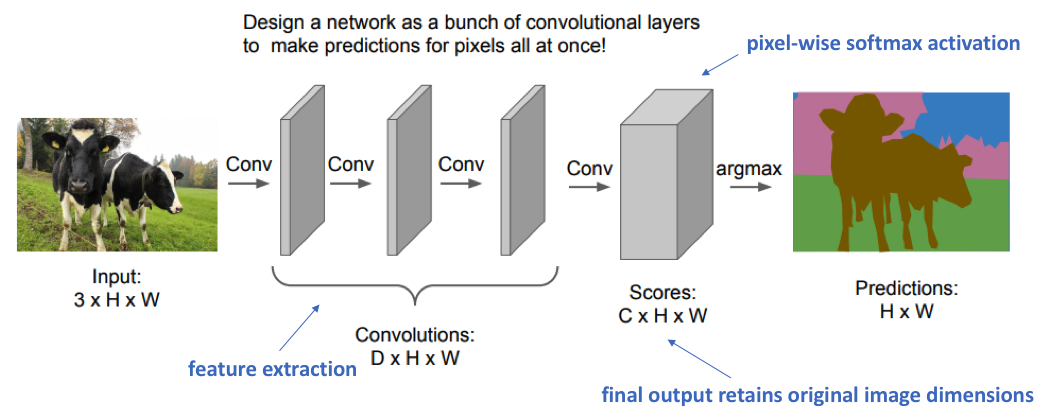 Design a network as a bunch of convolutional layers
to make predictions for pixels all at once!
pixel-wise softmax activation
Conv
Conv
Conv
Conv
argmax
Input:
3 x H x W
Convolutions:
D x H x W
feature extraction
Scores:
C x H x W
Predictions:
H x W
final output retains original image dimensions